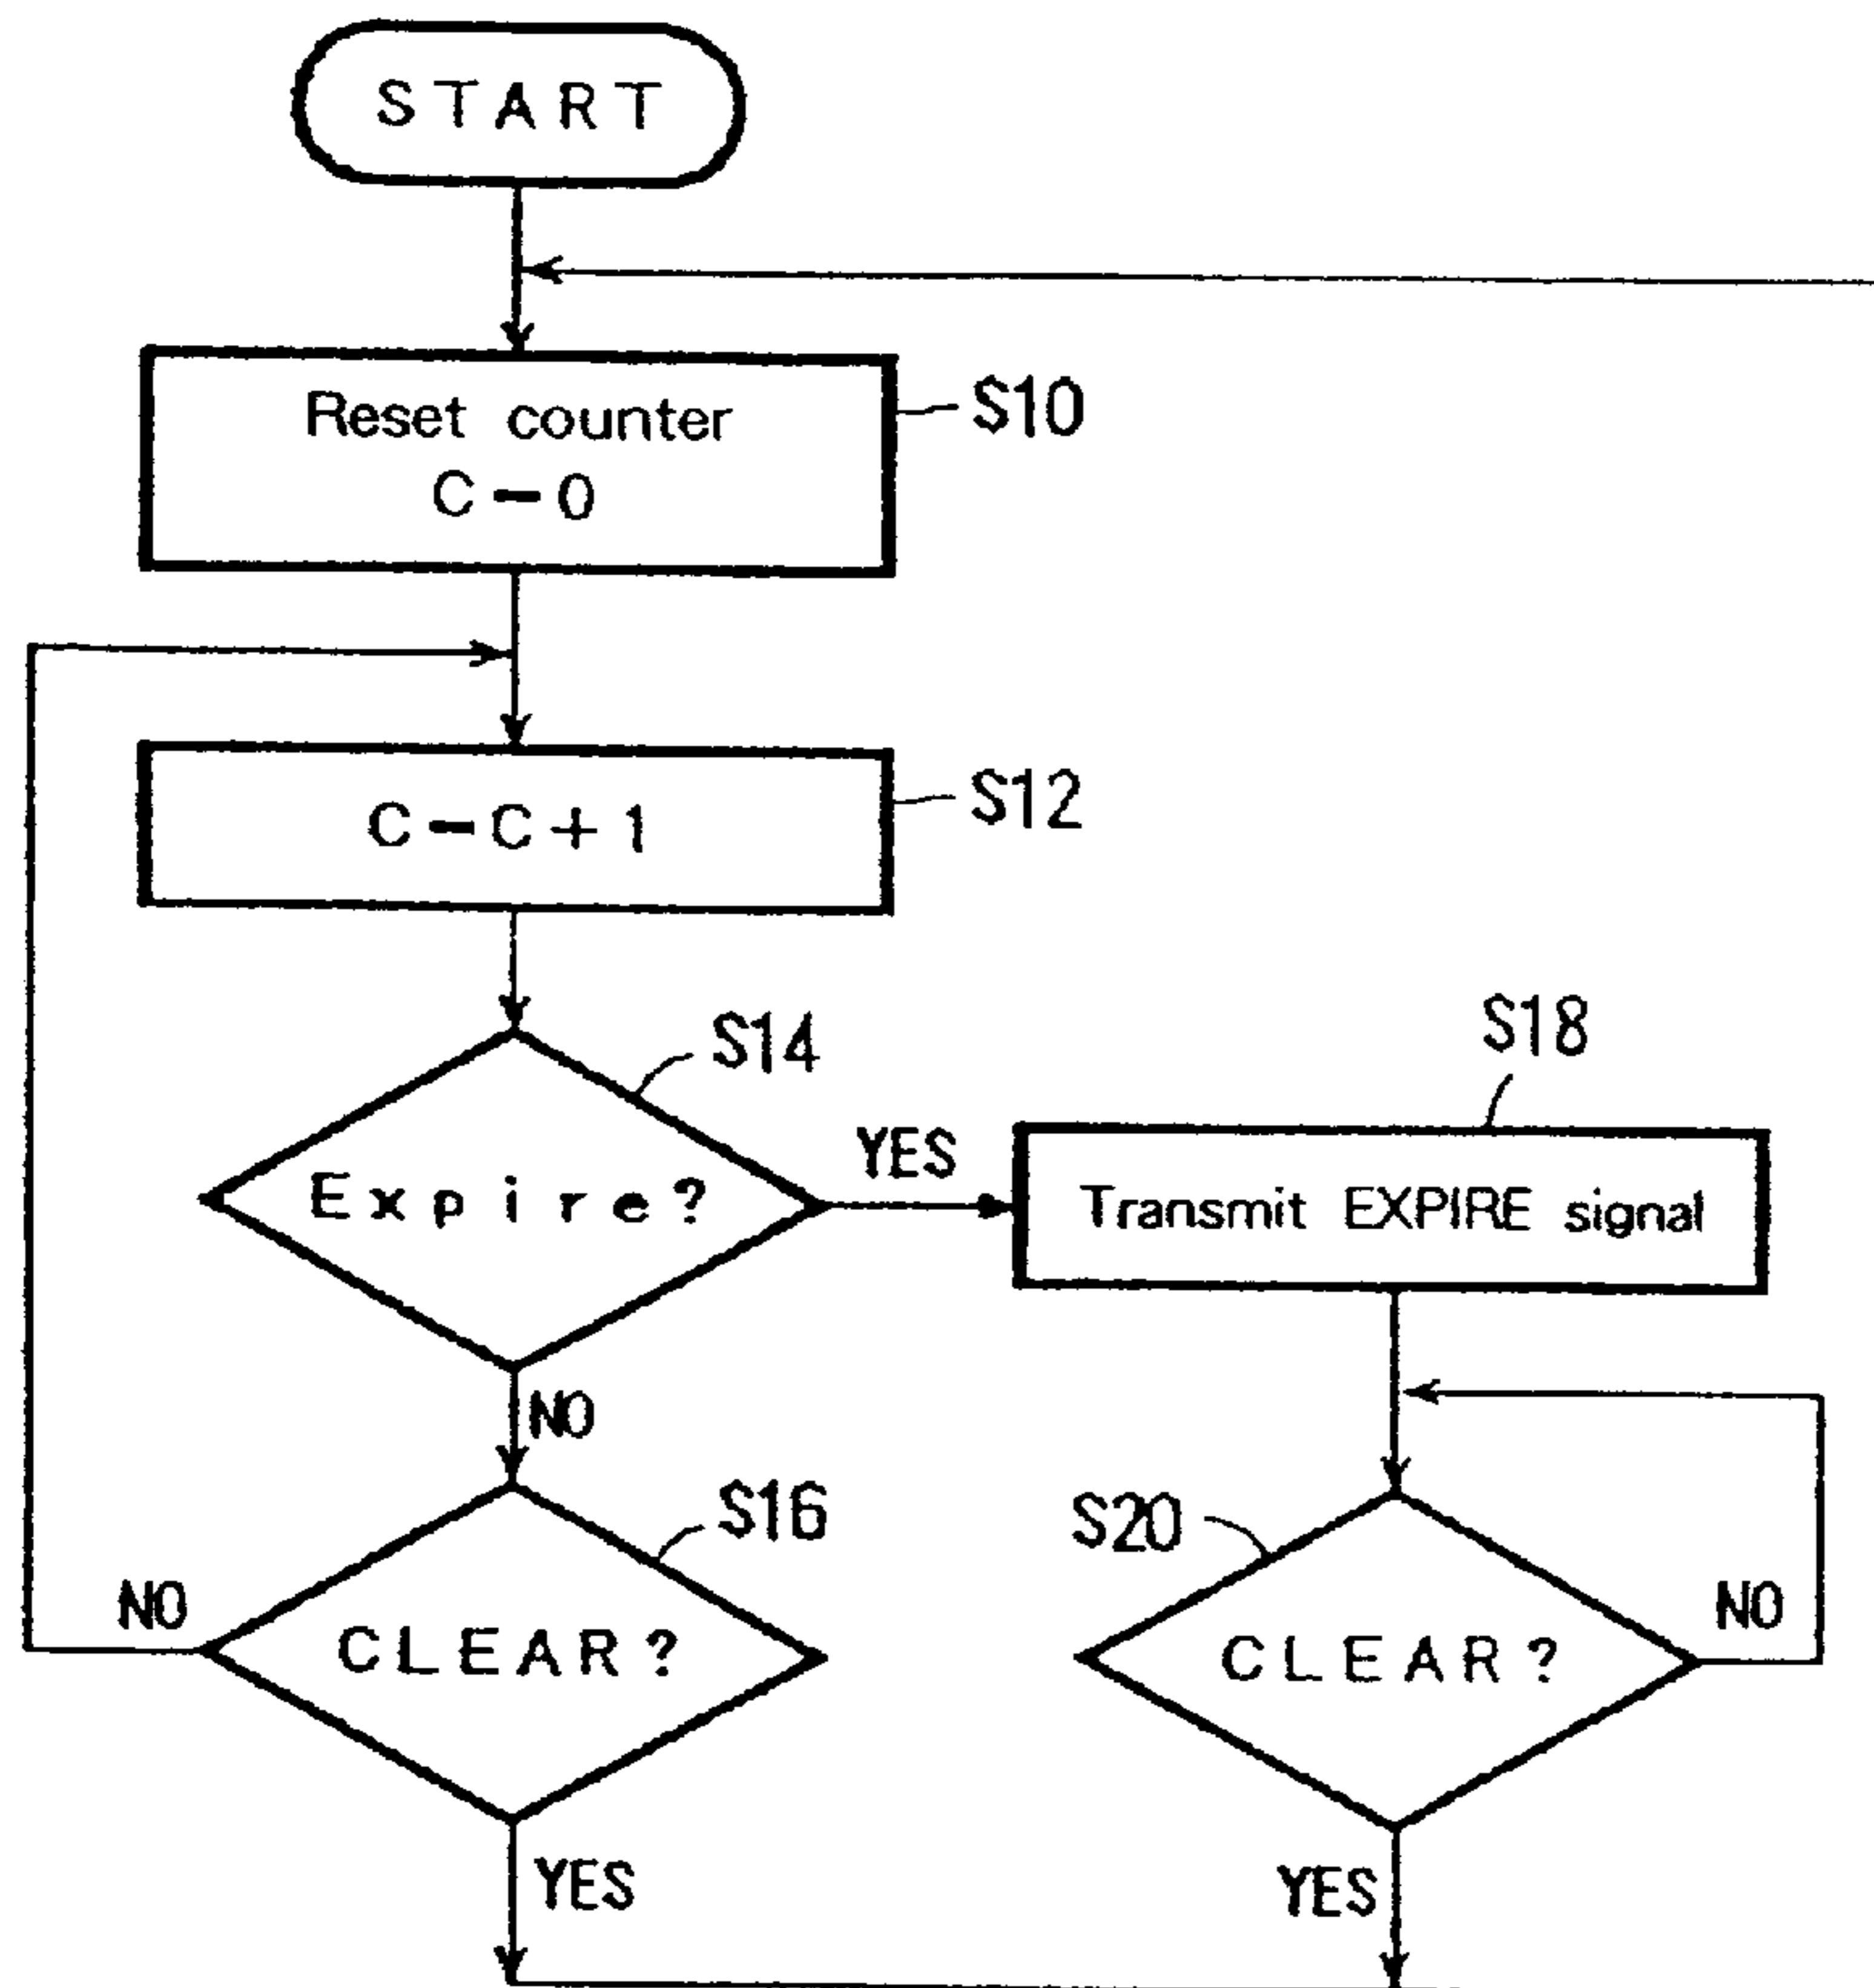 START
Reset counter
C-0
S10
C-C+1
S12
S14
Expire?
YES
S18
Transmit EXPIRE signal
NO
S16
CLEAR?
NO
YES
S20
CLEAR?
NO
YES